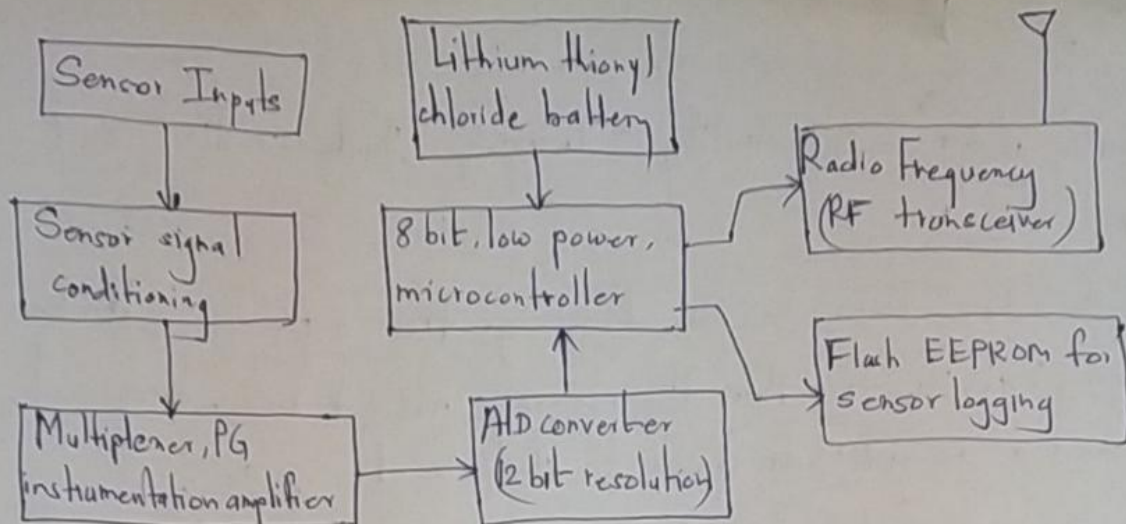 Sensor Inputs
Lithium thionyl
chloride battery
Radio Frequency
(RF transceiver)
Sensor signal
conditioning
8 bit, low power,
microcontroller
Flash EEPROM for
sensor logging
Multiplexer, PG
instrumentation amplifier
A/D converter
(12 bit resolution)